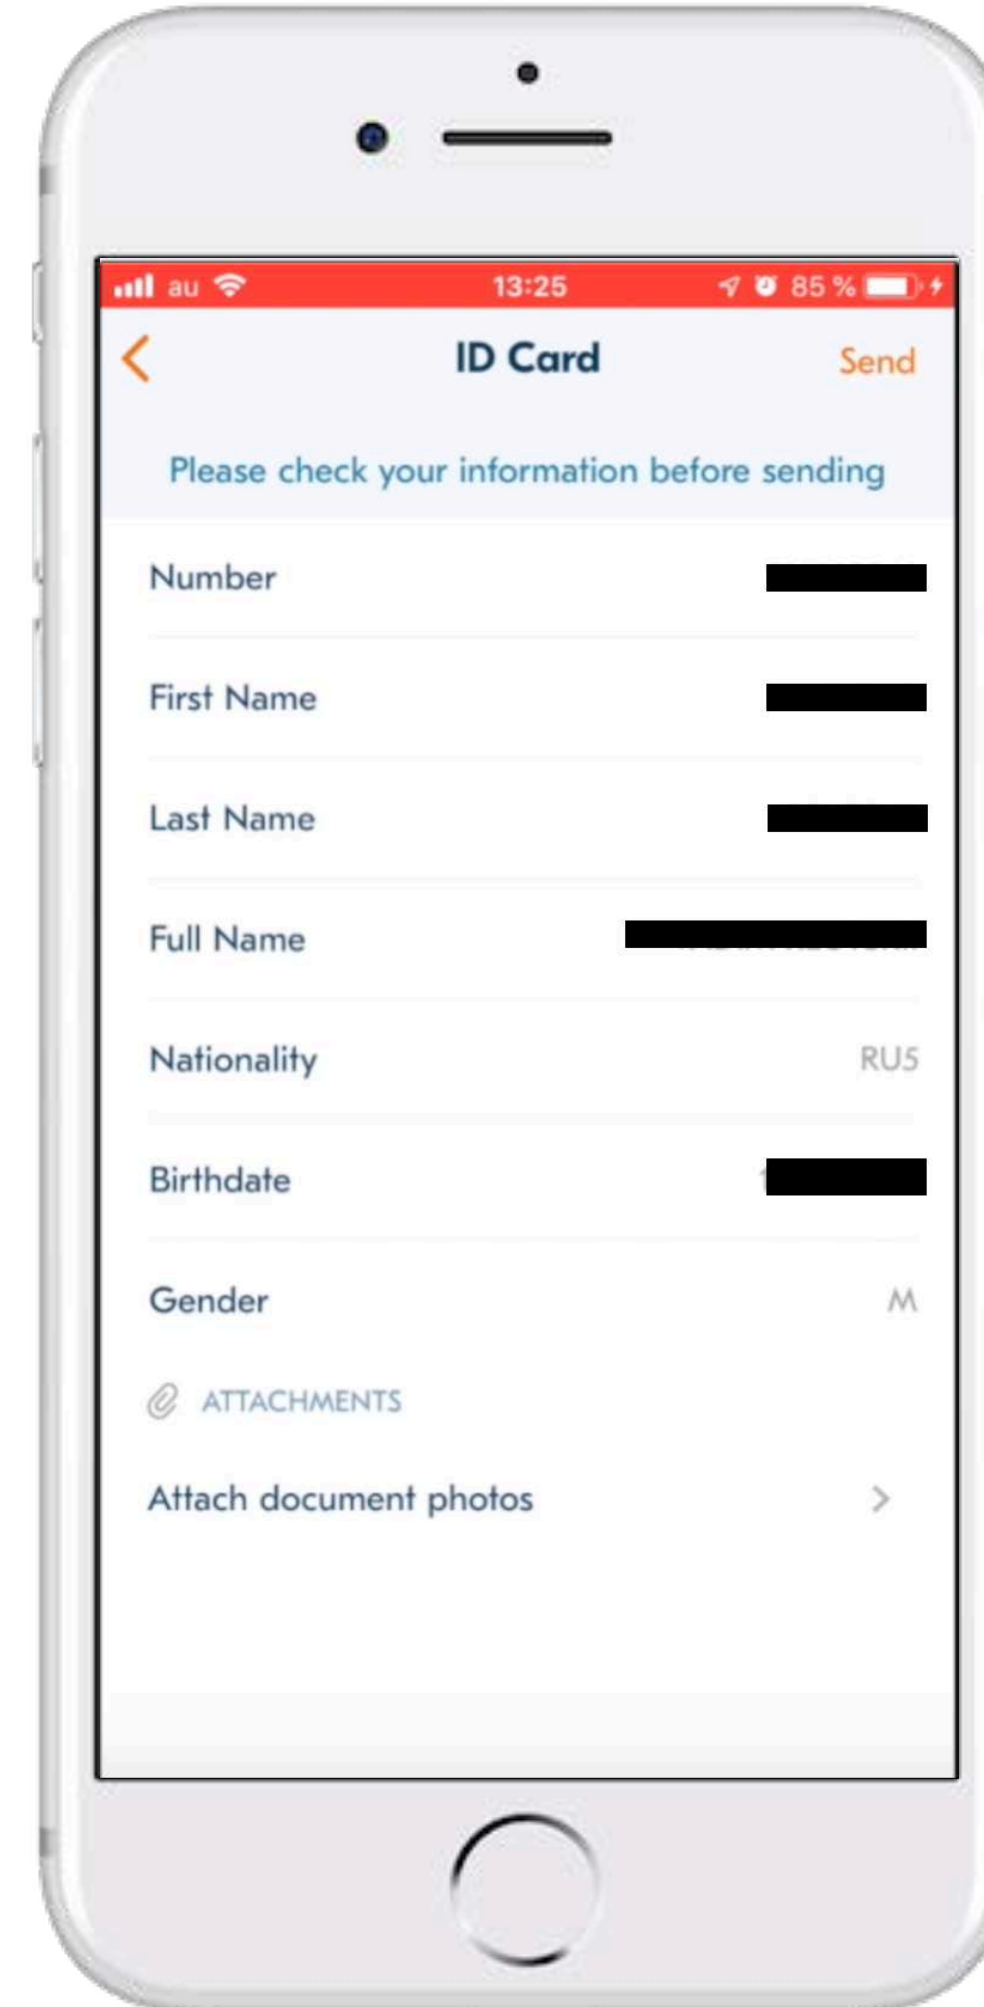 au 13:25 85 %
ID Card Send
Please check your information before sending
Number
First Name
Last Name
Full Name
Nationality RU5
Birthdate
Gender M
ATTACHMENTS
Attach document photos